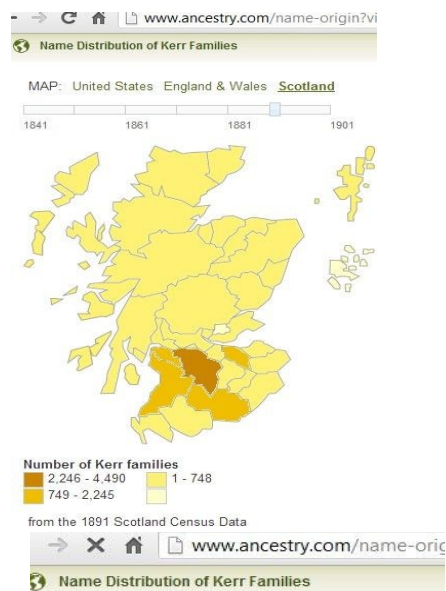 www.ancestry.com/name-origin?vi
Name Distribution of Kerr Families
MAP: United States England & Wales Scotland
1841 1861 1881 1901
Number of Kerr families
2,246 - 4,490 1 - 748
749 - 2,245
from the 1891 Scotland Census Data
www.ancestry.com/name-orig
Name Distribution of Kerr Families